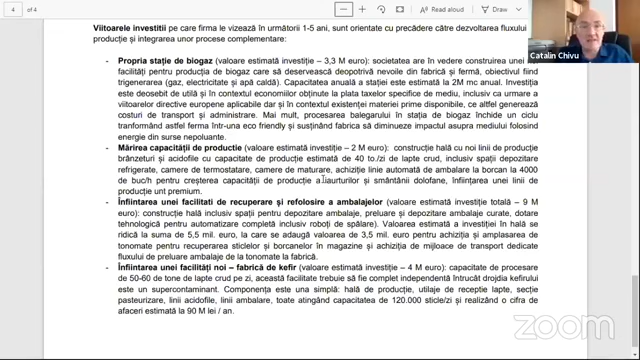 4 of 4
Read aloud
Catalin Chivu
Viitoarele investitii pe care firma le vizează în următorii 1-5 ani, sunt orientate cu precădere către dezvoltarea fluxului
producție și integrarea unor procese complementare:
- Propria stație de biogaz (valoare estimată investiție – 3,3 M euro): societatea are în vedere construirea unei
facilități pentru producția de biogaz care să deservească deopotrivă nevoile din fabrică și fermă, obiectivul fiind
trigenerarea (gaz, electricitate și apă caldă). Capacitatea anuală a stației este estimată la 2M mc anual. Investiția
este deosebit de utilă și în contextul economiilor obținute la plata taxelor specifice de mediu, inclusiv ca urmare a
viitoarelor directive europene aplicabile dar și în contextul existenței materie prime disponibile, ce altfel generează
costuri de transport și administrare. Mai mult, procesarea balegarului în stația de biogaz închide un ciclu
tranformând astfel ferma într-una eco friendly și susținând fabrica să diminueze impactul asupra mediului folosind
energie din surse nepoluante.
- Mărirea capacității de productie (valoare estimată investiție – 2 M euro): construcție hală cu noi linii de producție
brânzeturi și acidofile cu capacitate de producție estimată de 40 to./zi de lapte crud, inclusiv spații depozitare
refrigerate, camere de termostatare, camere de maturare, achiziție linie automată de ambalare la borcan la 4000
de buc/h pentru creșterea capacității de producție a iaurturilor și smântânii dolofane, înființarea unei linii de
producție unt premium.
- Înființarea unei facilitati de recuperare și refolosire a ambalajelor (valoare estimată investiție totală – 9 M
euro): construcție hală inclusiv spații pentru depozitare ambalaje, preluare și depozitare ambalaje curate, dotare
tehnologică pentru automatizare completă inclusiv roboți de spălare). Valoarea estimată a investiției în hală se
ridică la suma de 5,5 mil. euro, la care se adaugă valoarea de 3,5 mil. euro pentru achiziția și amplasarea de
tonomate pentru recuperarea sticlelor și borcanelor în magazine și achiziția de mijloace de transport dedicate
fluxului de preluare ambalaje de la tonomate la fabrică.
- Înființarea unei facilități noi – fabrică de kefir (valoare estimată investiție – 4 M euro): capacitate de procesare
de 50-60 de tone de lapte crud pe zi, această facilitate trebuie să fie complet independentă întrucât drojdia kefirului
este un supercontaminant. Componența este una simplă: hală de producție, utilaje de receptie lapte, secție
pasteurizare, linii acidofile, linii ambalare, toate atingând capacitatea de 120.000 sticle/zi și realizând o cifra de
afaceri estimată la 90 M lei / an.
zoom